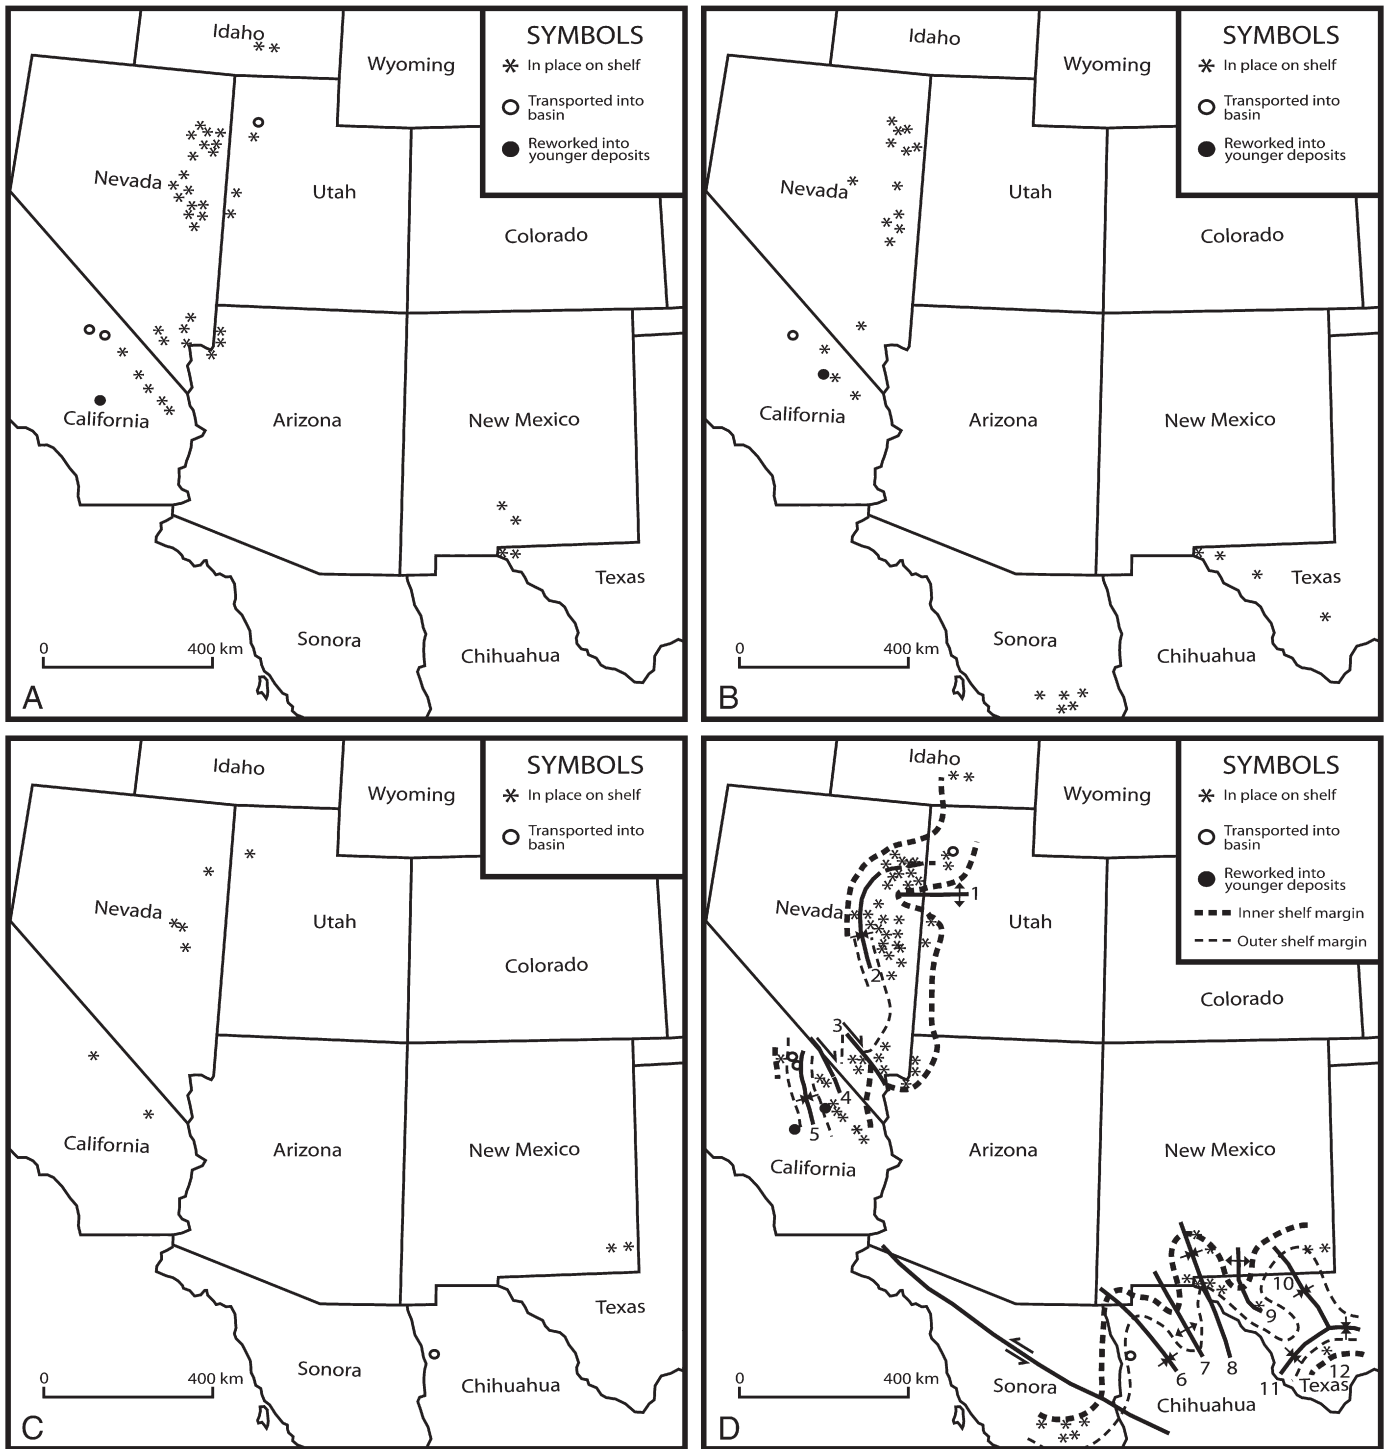 Idaho
Wyoming
SYMBOLS
In place on shelf
Transported into
basin
Reworked into
younger deposits
Nevada
Utah
Colorado
California
Arizona
New Mexico
Texas
Sonora
Chihuahua
0 400 km
A
Idaho
Wyoming
SYMBOLS
In place on shelf
Transported into
basin
Reworked into
younger deposits
Nevada
Utah
Colorado
California
Arizona
New Mexico
Texas
Sonora
Chihuahua
0 400 km
B
Idaho
Wyoming
SYMBOLS
In place on shelf
Transported into
basin
Nevada
Utah
Colorado
California
Arizona
New Mexico
Texas
Sonora
Chihuahua
0 400 km
C
Idaho
Wyoming
SYMBOLS
In place on shelf
Transported into
basin
Reworked into
younger deposits
Inner shelf margin
Outer shelf margin
1
Nevada
Utah
2
Colorado
3
4
5
California
Arizona
New Mexico
10
9
6
7
8
11
12
Texas
Sonora
Chihuahua
0 400 km
D